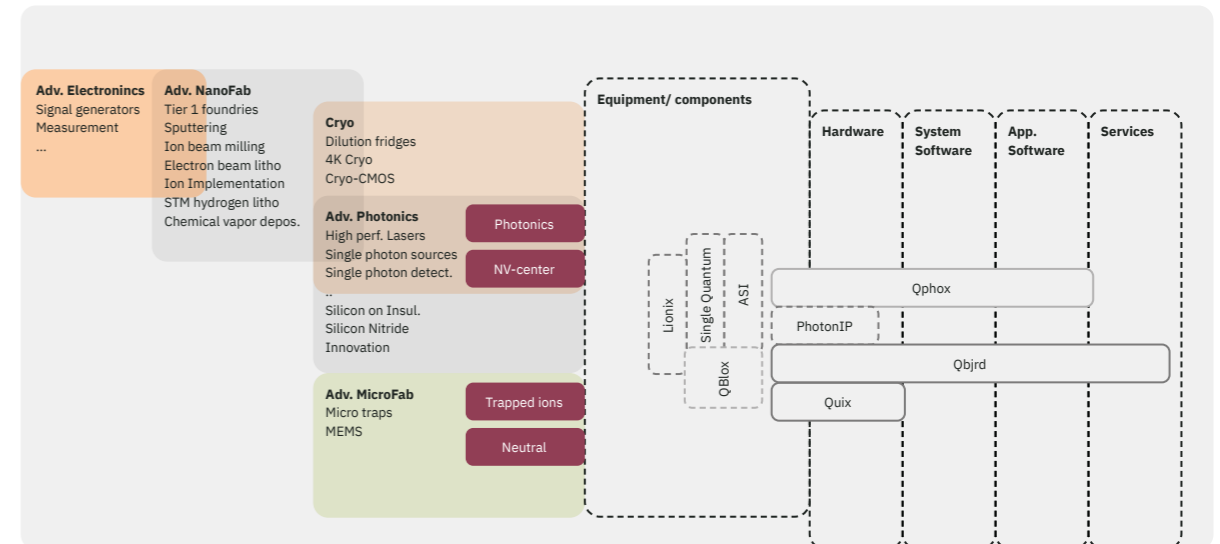 Adv. Electronincs
Signal generators
Measurement
...
Adv. NanoFab
Tier 1 foundries
Sputtering
Ion beam milling
Electron beam litho
Ion Implementation
STM hydrogen litho
Chemical vapor depos.
Cryo
Dilution fridges
4K Cryo
Cryo-CMOS
Adv. Photonics
High perf. Lasers
Single photon sources
Single photon detect.
..
Silicon on Insul.
Silicon Nitride
Innovation
Photonics
NV-center
Adv. MicroFab
Micro traps
MEMS
Trapped ions
Neutral
Equipment/ components
Lionix
Single Quantum
ASI
QBlox
Hardware
System
Software
App.
Software
Services
Qphox
PhotonIP
Qbjrd
Quix